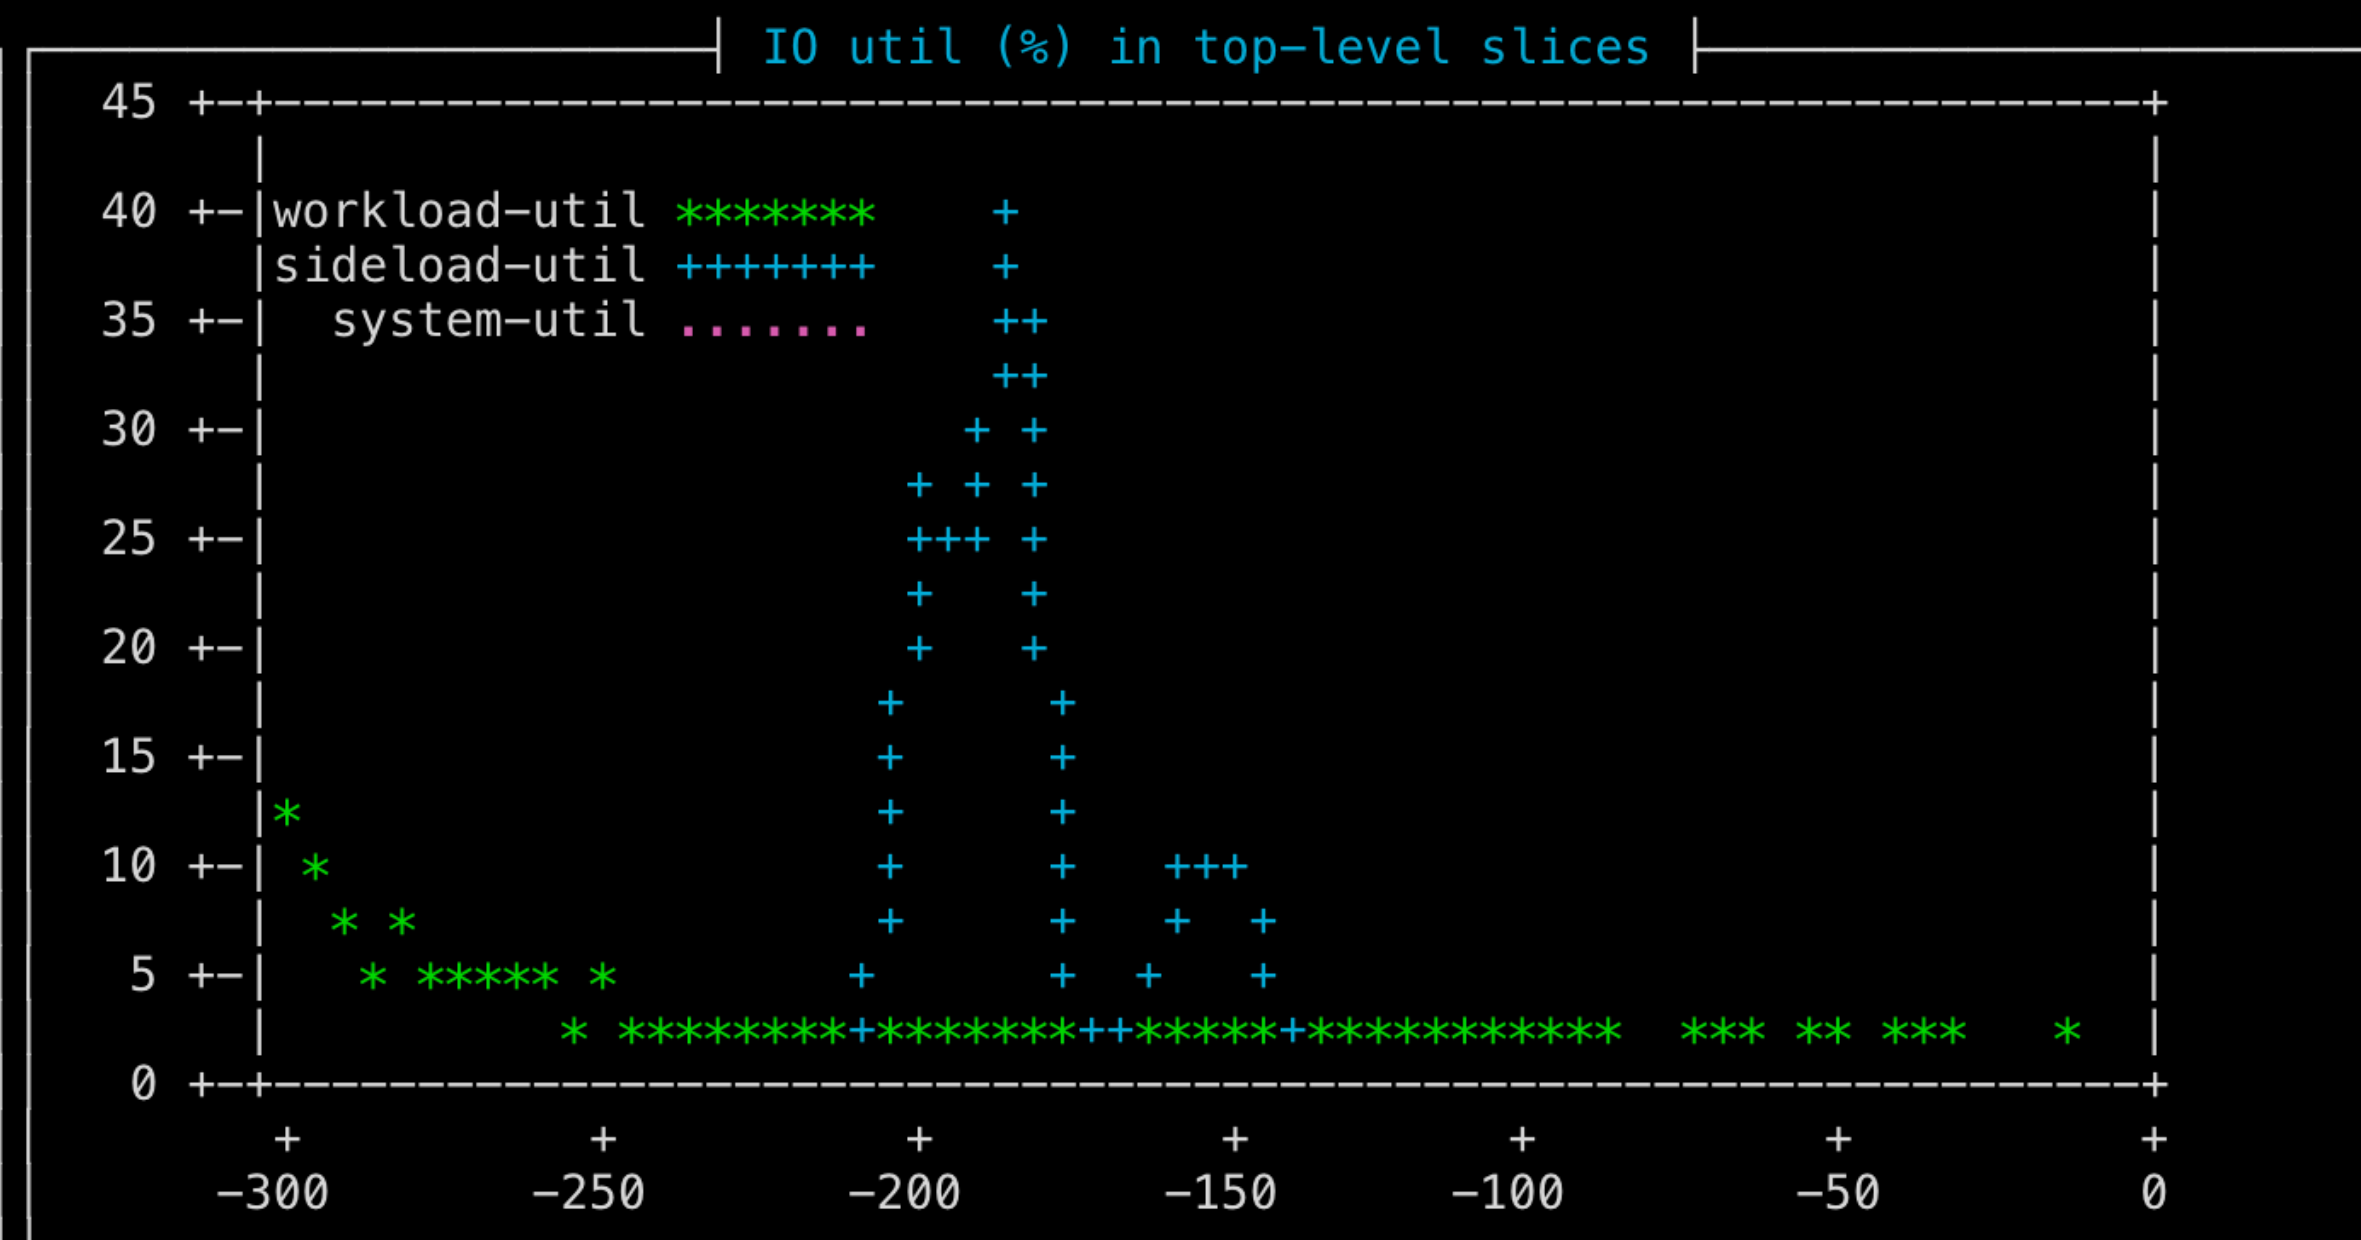 IO util (%) in top-level slices
45
40 workload-util *******
sideload-util +++++++
35 system-util .......
30
25
20
15
10
5
0
-300 -250 -200 -150 -100 -50 0